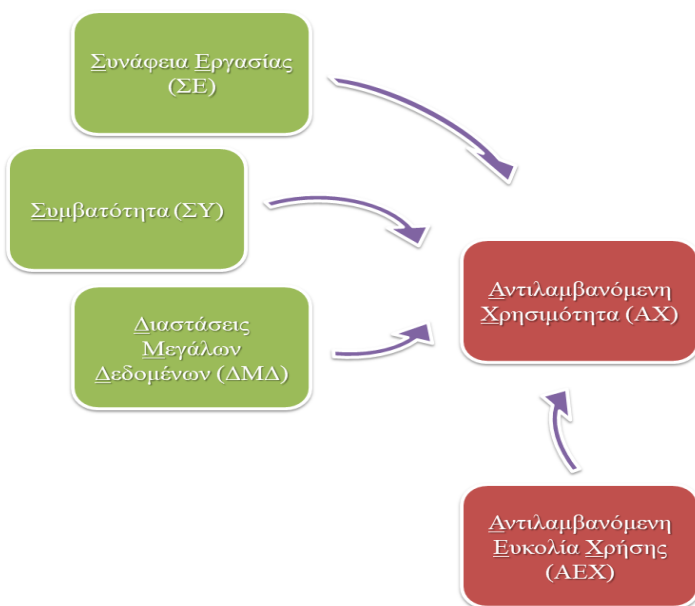 Συνάφεια Εργασίας
(ΣΕ)
Συμβατότητα (ΣΥ)
Διαστάσεις
Μεγάλων
Δεδομένων (ΔΜΔ)
Αντιλαμβανόμενη
Χρησιμότητα (ΑΧ)
Αντιλαμβανόμενη
Ευκολία Χρήσης
(ΑΕΧ)